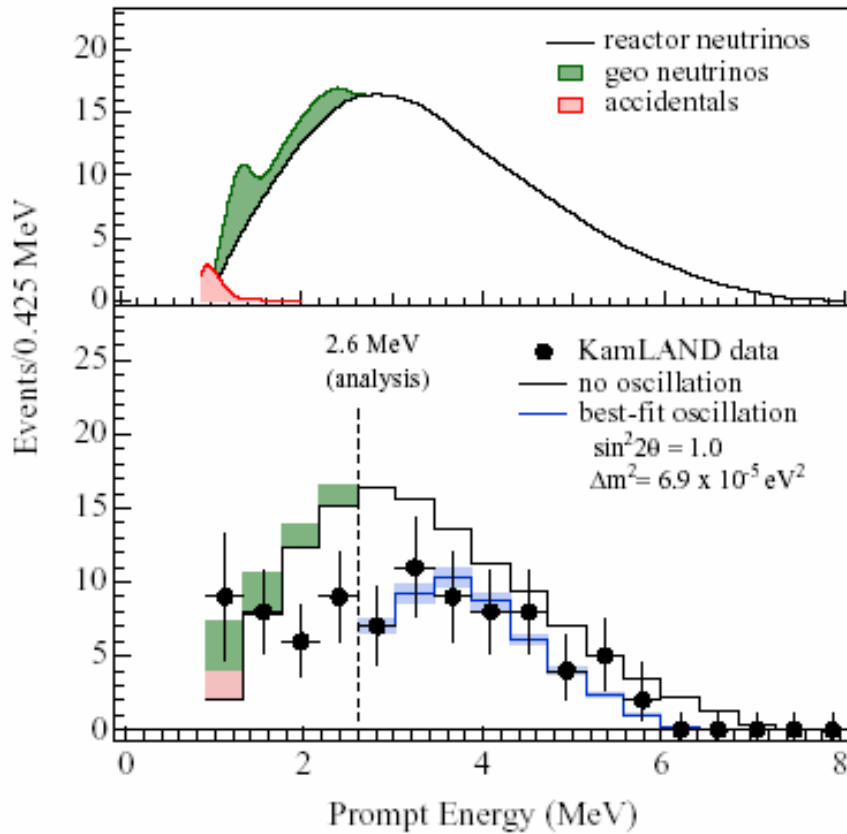 20
15
10
5
0
reactor neutrinos
geo neutrinos
accidentals
Events/0.425 MeV
25
20
15
10
5
0
2.6 MeV
(analysis)
KamLAND data
no oscillation
best-fit oscillation
sin²2θ = 1.0
Δm²= 6.9 x 10⁻⁵ eV²
0 2 4 6 8
Prompt Energy (MeV)